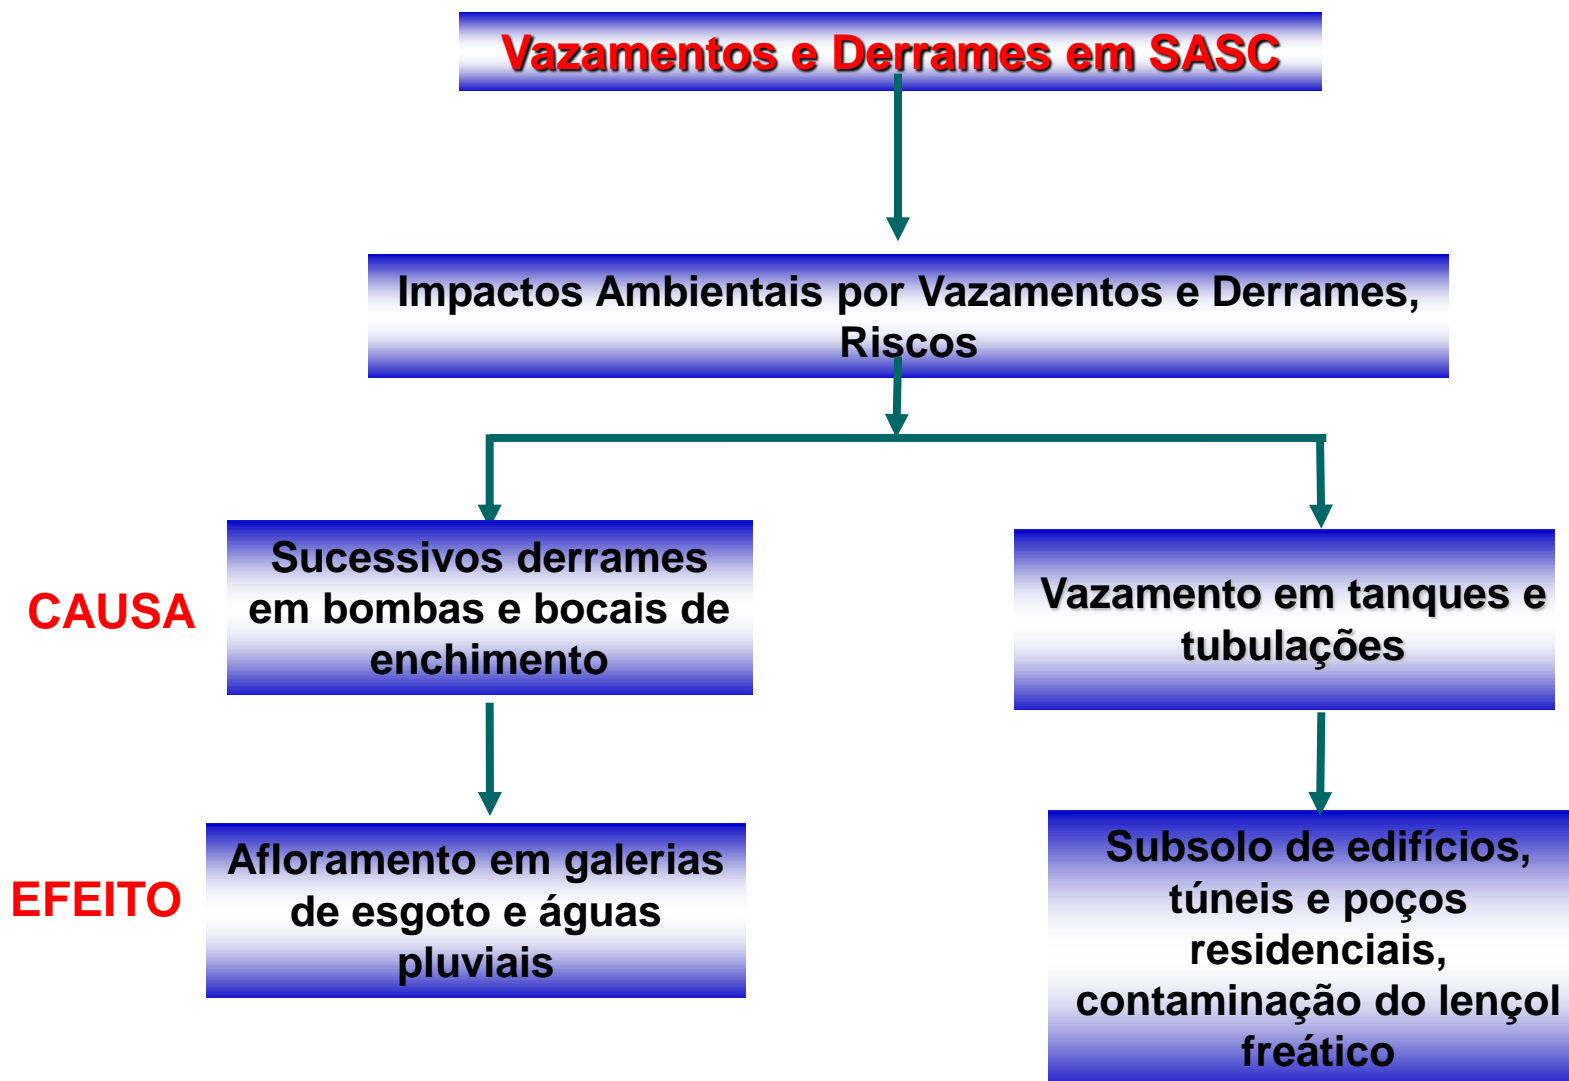 Vazamentos e Derrames em SASC
Impactos Ambientais por Vazamentos e Derrames,
Riscos
CAUSA
Sucessivos derrames
em bombas e bocais de
enchimento
Vazamento em tanques e
tubulações
EFEITO
Afloramento em galerias
de esgoto e águas
pluviais
Subsolo de edifícios,
túneis e poços
residenciais,
contaminação do lençol
freático